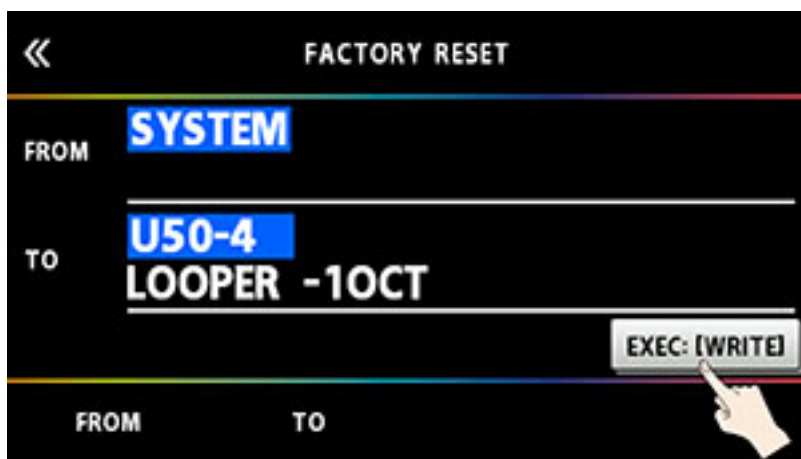 «
FACTORY RESET
FROM
SYSTEM
TO
U50-4
LOOPER -1OCT
EXEC: [WRITE]
FROM TO